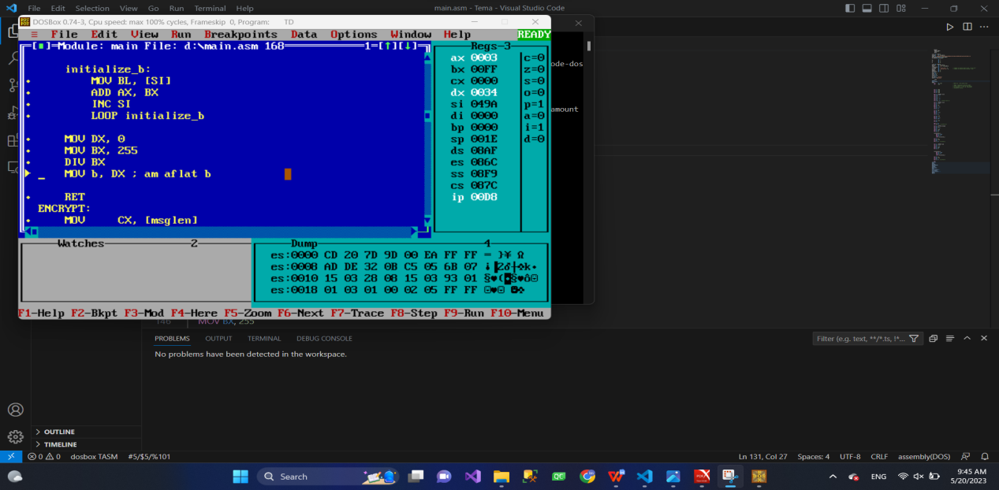 File Edit Selection View Go Run Terminal Help main.asm - Tema - Visual Studio Code
DOSBox 0.74-3, Cpu speed: max 100% cycles, Frameskip 0, Program: TD
≡ File Edit View Run Breakpoints Data Options Window Help READY
[■]=Module: main File: d:\main.asm 168 1=[↑][↓]
initialize_b:
MOV BL, [SI]
ADD AX, BX
INC SI
LOOP initialize_b
MOV DX, 0
MOV BX, 255
DIV BX
MOV b, DX ; am aflat b
RET
ENCRYPT:
MOV CX, [msglen]
Regs 3
ax 0003 c=0
bx 00FF z=0
cx 0000 s=0
dx 0034 o=0
si 049A p=1
di 0000 a=0
bp 0000 i=1
sp 001E d=0
ds 08AF
es 086C
ss 08F9
cs 087C
ip 00D8
ode-dos
amount
Watches 2
Dump 4
es:0000 CD 20 7D 9D 00 EA FF FF = }¥ Ω
es:0008 AD DE 32 0B C5 05 6B 07
es:0010 15 03 28 08 15 03 93 01
es:0018 01 03 01 00 02 05 FF FF
F1-Help F2-Bkpt F3-Mod F4-Here F5-Zoom F6-Next F7-Trace F8-Step F9-Run F10-Menu
146 MOV BX, 255
PROBLEMS OUTPUT TERMINAL DEBUG CONSOLE
Filter (e.g. text, **/*.ts, !*...
No problems have been detected in the workspace.
OUTLINE
TIMELINE
0 0 dosbox TASM #5/$5/%101 Ln 131, Col 27 Spaces: 4 UTF-8 CRLF assembly(DOS)
Search
ENG
9:45 AM
5/20/2023